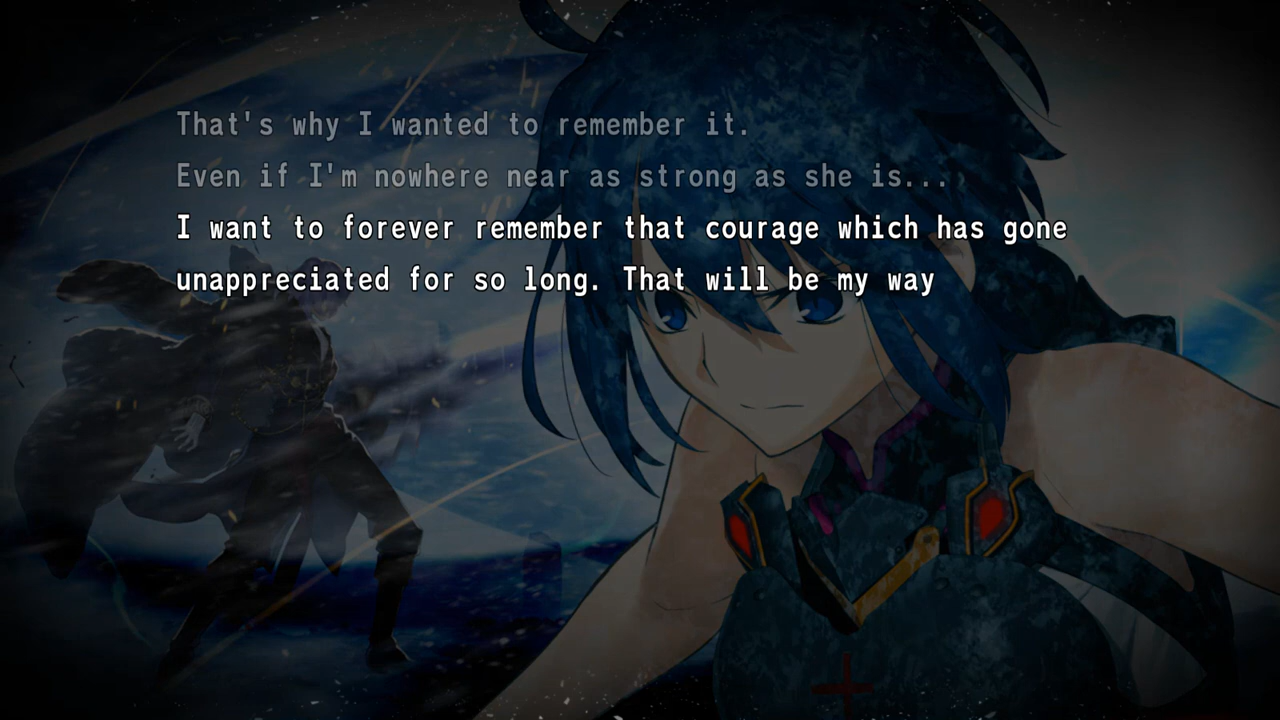 That's why I wanted to remember it.
Even if I'm nowhere near as strong as she is...
I want to forever remember that courage which has gone
unappreciated for so long. That will be my way